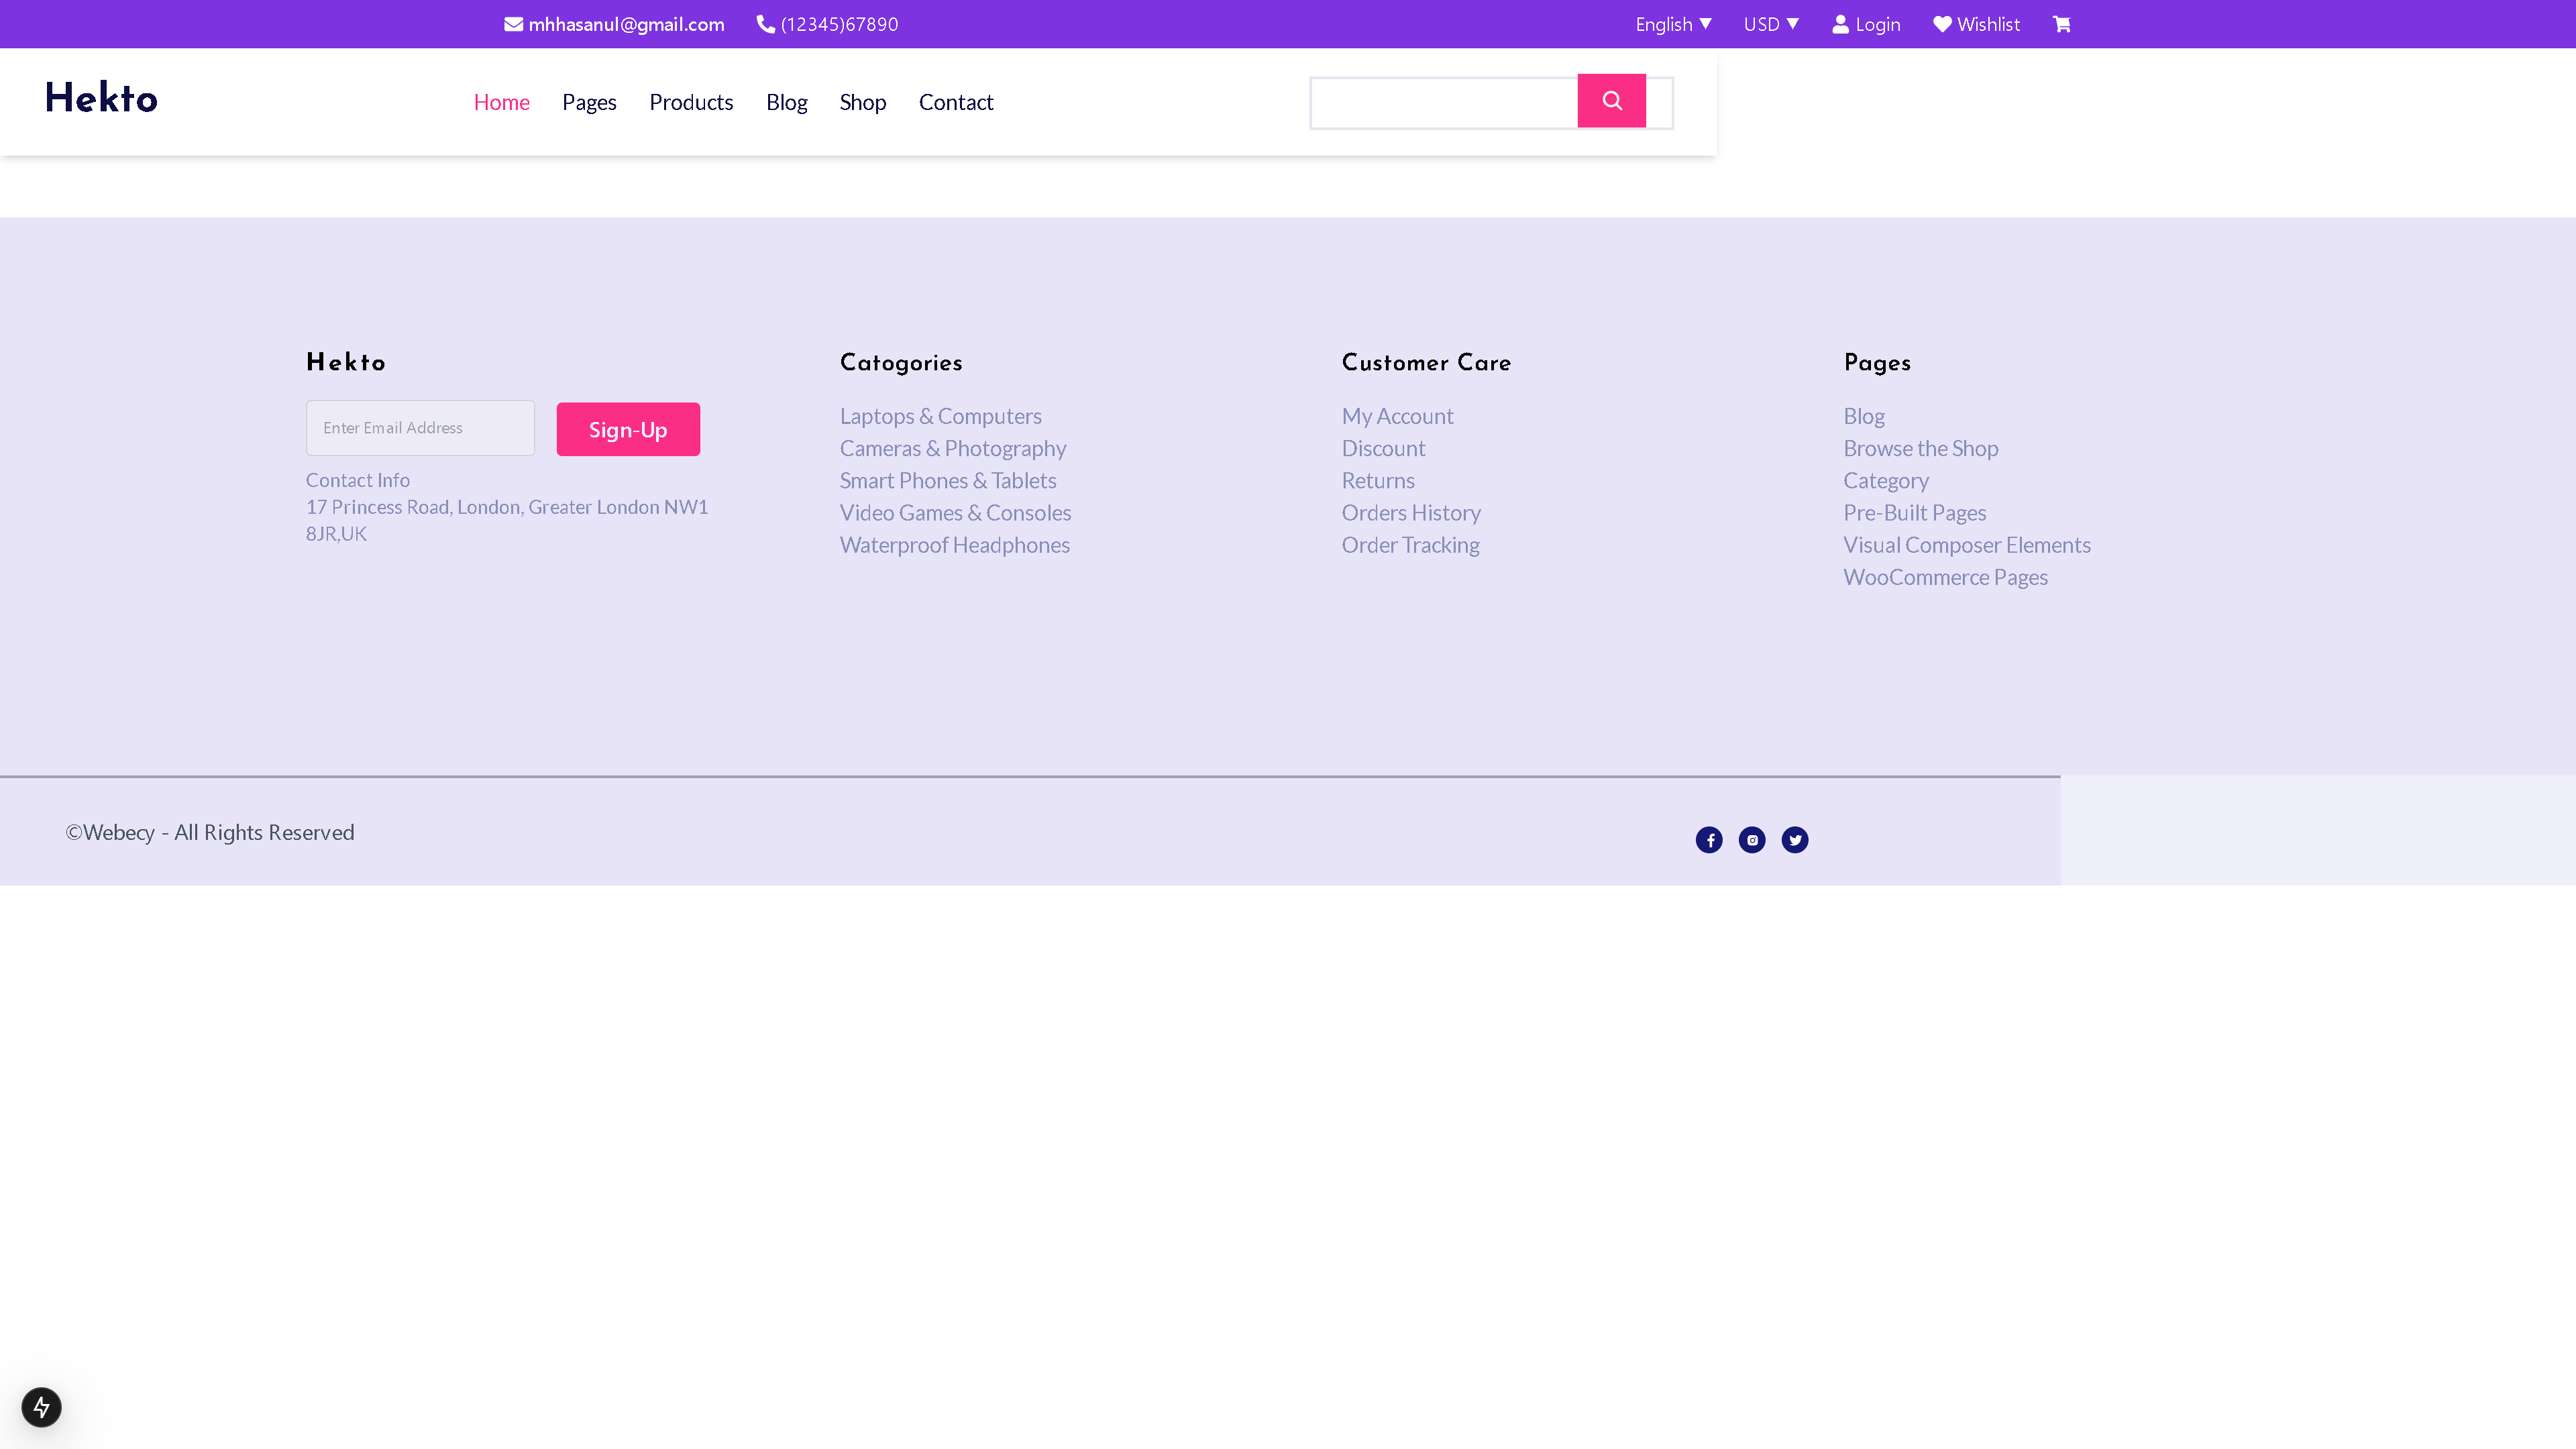 mhhasanul@gmail.com (12345)67890 English ▼ USD ▼ Login Wishlist
Hekto Home Pages Products Blog Shop Contact
Hekto
Enter Email Address Sign-Up
Contact Info
17 Princess Road, London, Greater London NW1
8JR,UK
Catogories
Laptops & Computers
Cameras & Photography
Smart Phones & Tablets
Video Games & Consoles
Waterproof Headphones
Customer Care
My Account
Discount
Returns
Orders History
Order Tracking
Pages
Blog
Browse the Shop
Category
Pre-Built Pages
Visual Composer Elements
WooCommerce Pages
©Webecy - All Rights Reserved